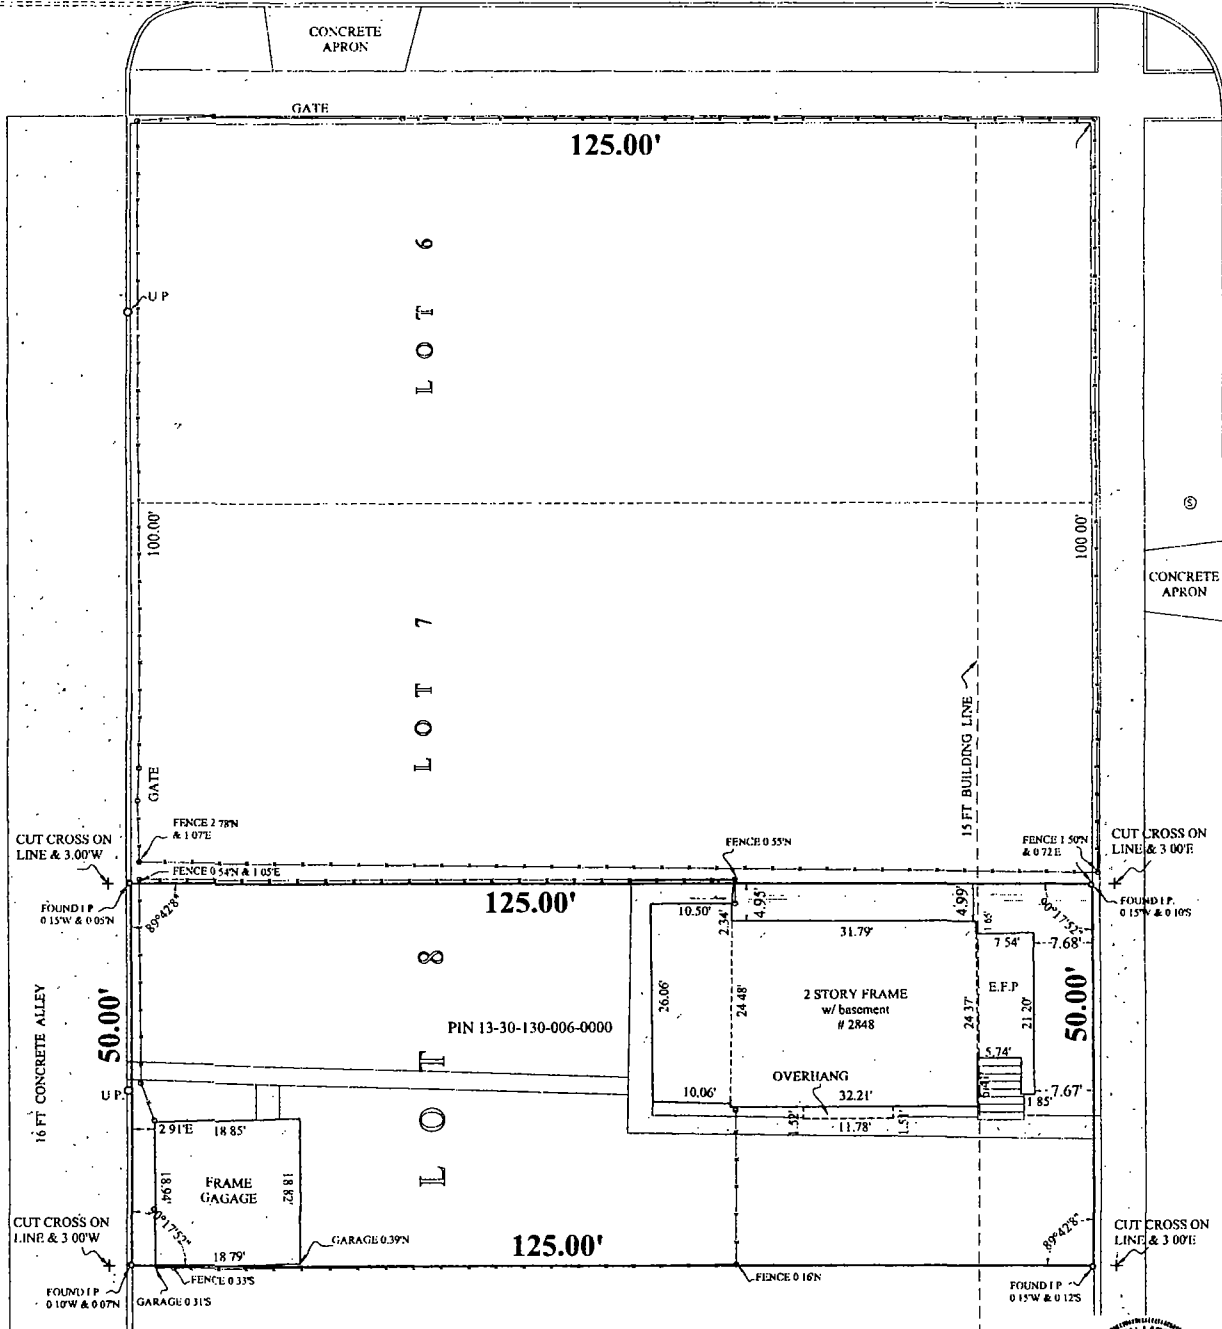 CONCRETE
APRON
GATE
125.00'
LOT 6
U P
100.00'
100 00'
S
CONCRETE
APRON
LOT 7
15 FT BUILDING LINE
GATE
FENCE 2 78'N
& 1 07'E
CUT CROSS ON
LINE & 3.00'W
FENCE 0 54'N & 1 05'E
FENCE 0 55'N
FENCE 1 50'N
& 0 72 E
CUT CROSS ON
LINE & 3 00'E
FOUND I P
0 15'W & 0 05'N
89°42'8"
125.00'
10.50'
2.34'
4.95'
31.79'
4.99'
1 65'
90°17'52"
FOUND I P.
0 15'W & 0 10'S
7 54'
7.68'
LOT 8
26.06'
24 48'
2 STORY FRAME
w/ basement
# 2848
24 37'
E.F.P
21 20'
50.00'
50.00'
16 FT CONCRETE ALLEY
PIN 13-30-130-006-0000
5.74'
OVERHANG
U P.
10.06'
32.21'
7.67'
1 85'
1.52'
11.78'
1.51'
2 91'E
18 85'
18.94'
FRAME
GAGAGE
18 82'
90°17'52"
18 79'
CUT CROSS ON
LINE & 3 00'W
GARAGE 0.39'N
125.00'
89°42'8"
CUT CROSS ON
LINE & 3 00'E
FENCE 0 33'S
FENCE 0 16'N
FOUND I P
0 10'W & 0 07'N
GARAGE 0 31'S
FOUND I P
0 15'W & 0 12'S